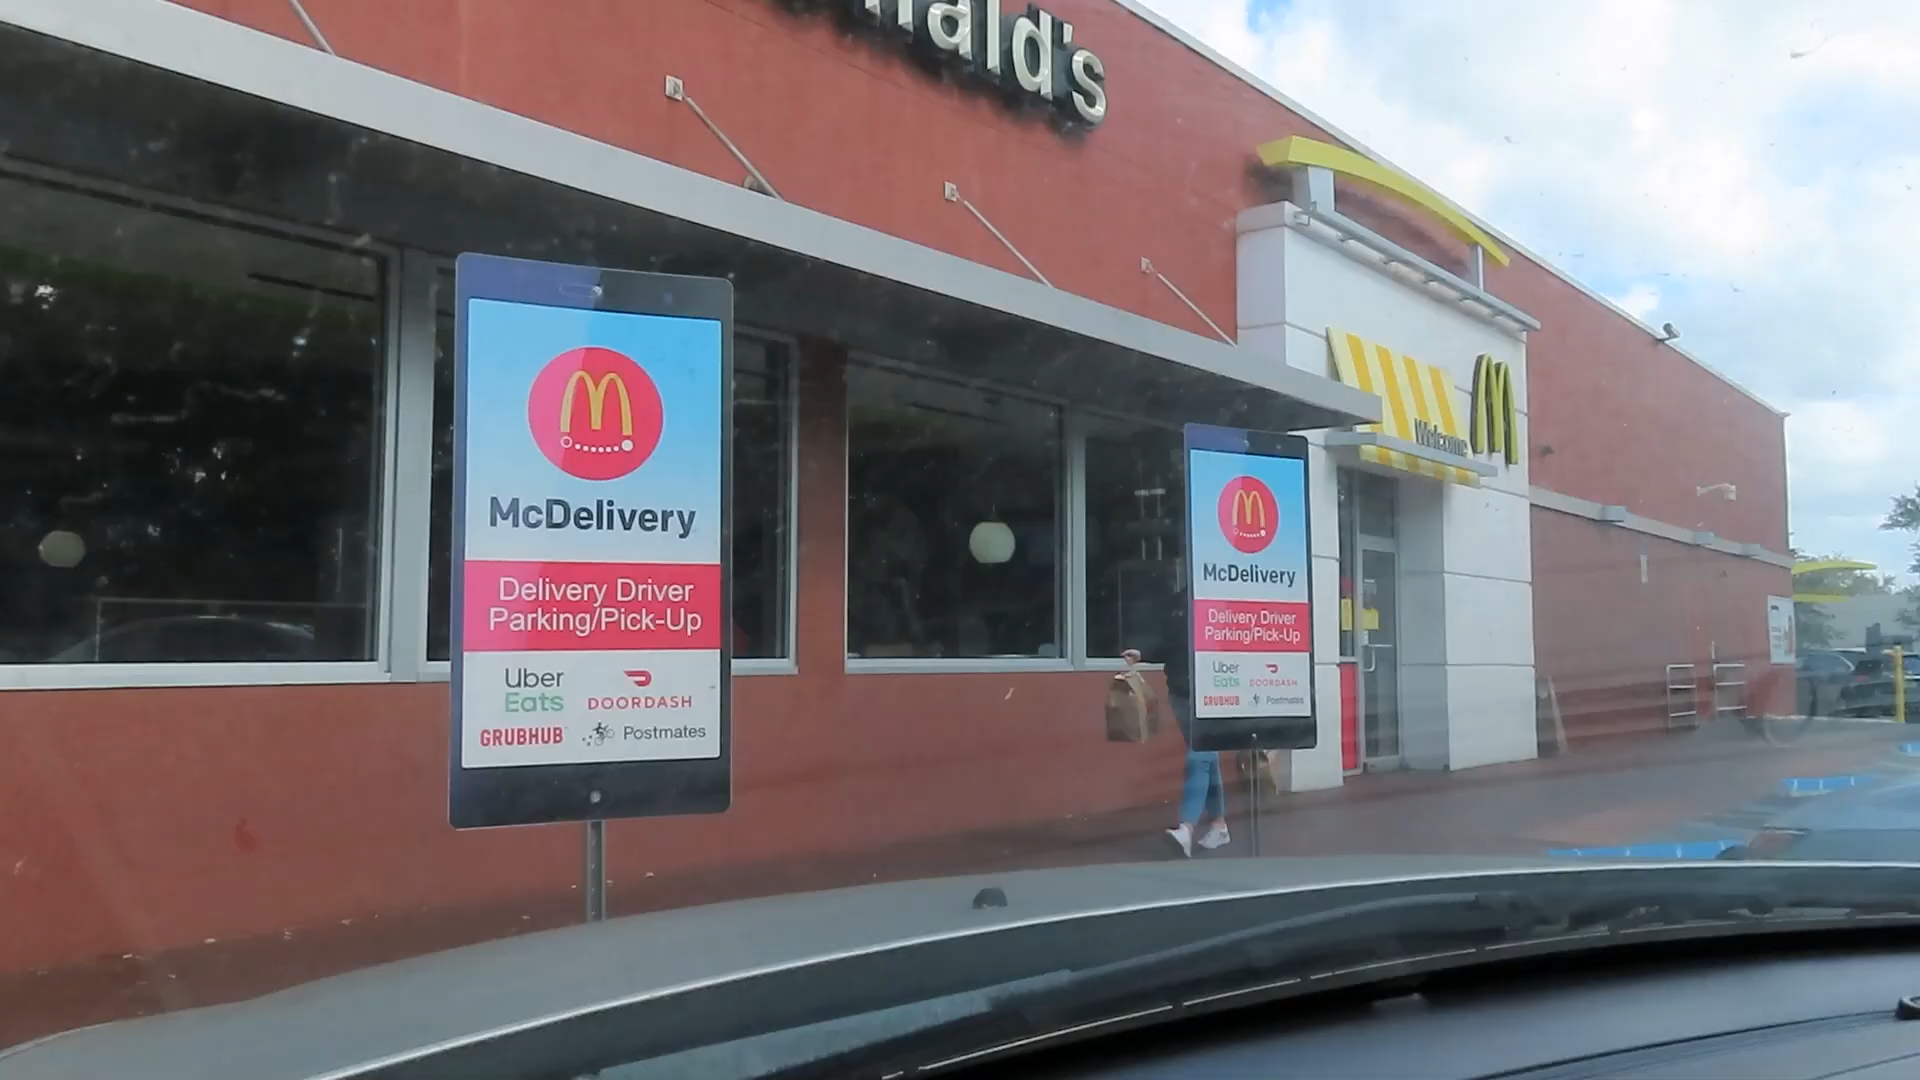 nald's
Welcome
McDelivery
Delivery Driver
Parking/Pick-Up
Uber
Eats
DOORDASH
GRUBHUB
Postmates
McDelivery
Delivery Driver
Parking/Pick-Up
Uber
Eats
DOORDASH
GRUBHUB
Postmates